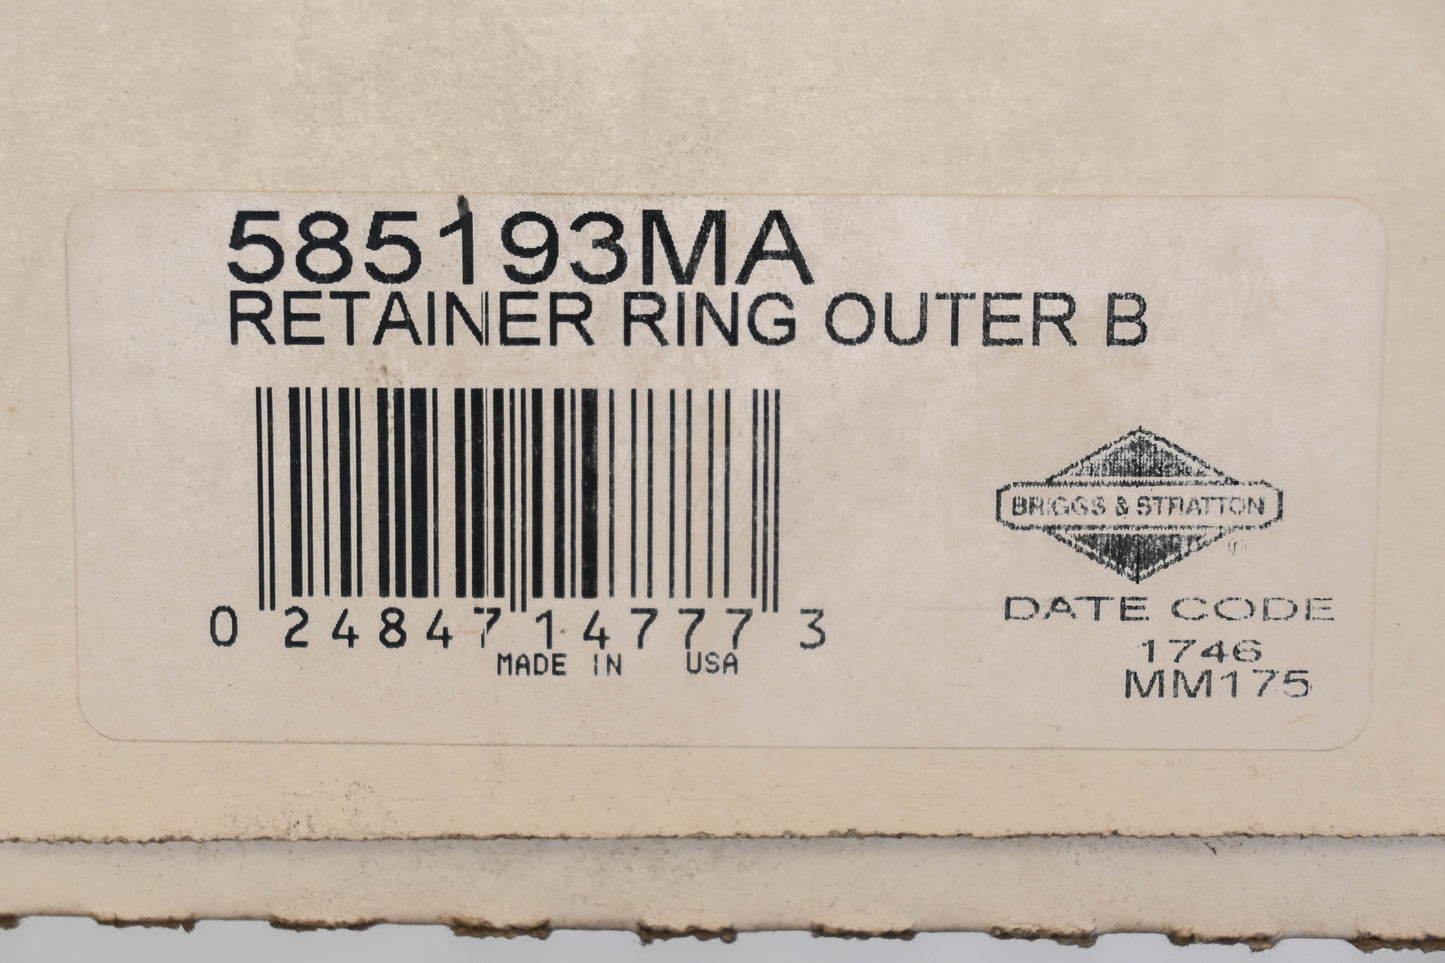 585193MA
RETAINER RING OUTER B
BRIGGS & STRATTON
0 24847 14777 3
MADE IN USA
DATE CODE
1746
MM175